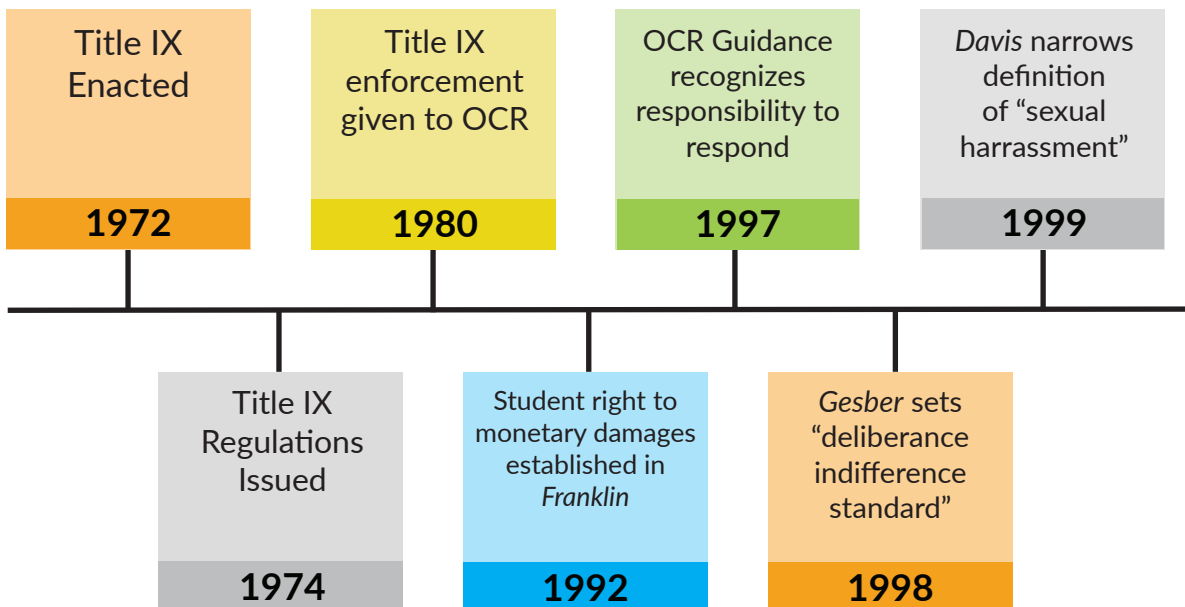 Title IX
Enacted
1972
Title IX
enforcement
given to OCR
1980
OCR Guidance
recognizes
responsibility to
respond
1997
Davis narrows
definition
of “sexual
harrassment”
1999
Title IX
Regulations
Issued
1974
Student right to
monetary damages
established in
Franklin
1992
Gesber sets
“deliberance
indifference
standard”
1998